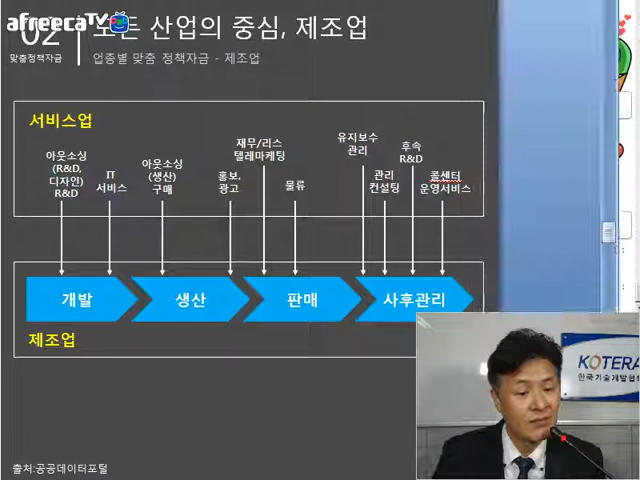 afreecaTV
02 모든 산업의 중심, 제조업
맞춤정책자금
업종별 맞춤 정책자금 - 제조업
서비스업
아웃소싱
(R&D,
디자인)
R&D
IT
서비스
아웃소싱
(생산)
구매
홍보,
광고
재무/리스
텔레마케팅
물류
유지보수
관리
관리
컨설팅
후속
R&D
콜센터
운영서비스
개발
생산
판매
사후관리
제조업
KOTERA
한국기술개발협
출처:공공데이터포털